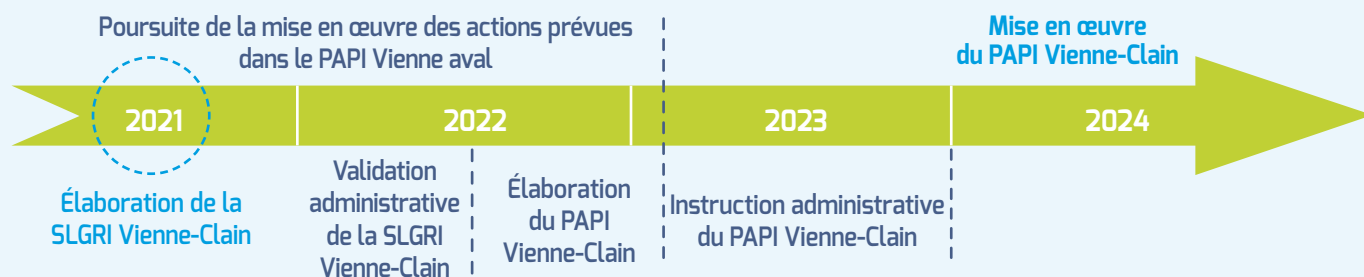 Poursuite de la mise en œuvre des actions prévues
dans le PAPI Vienne aval
Mise en œuvre
du PAPI Vienne-Clain
2021
2022
2023
2024
Élaboration de la
SLGRI Vienne-Clain
Validation
administrative
de la SLGRI
Vienne-Clain
Élaboration
du PAPI
Vienne-Clain
Instruction administrative
du PAPI Vienne-Clain